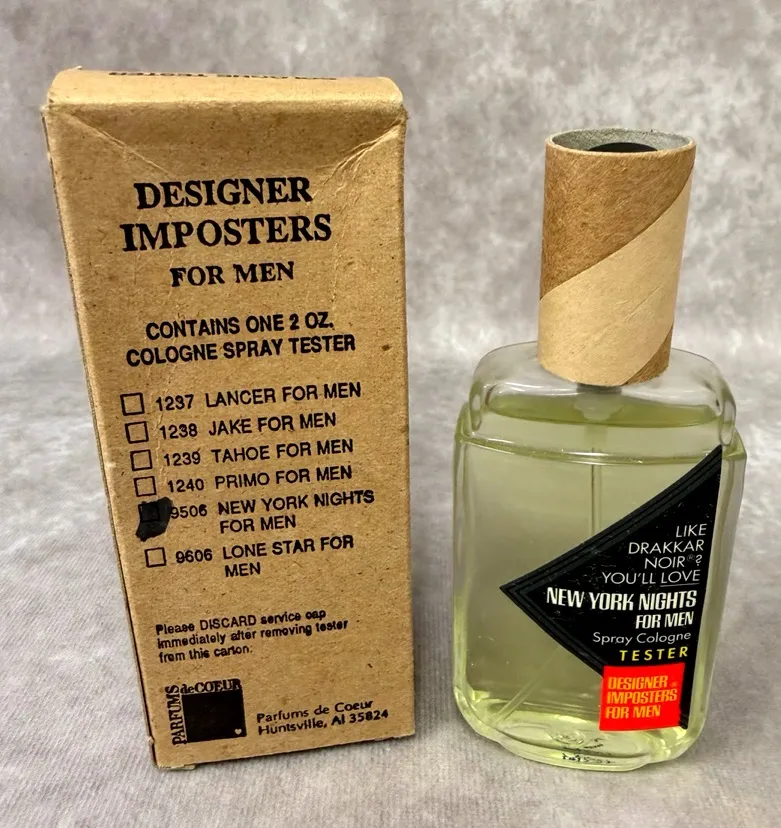 DESIGNER
IMPOSTERS
FOR MEN
CONTAINS ONE 2 OZ.
COLOGNE SPRAY TESTER
1237 LANCER FOR MEN
1238 JAKE FOR MEN
1239 TAHOE FOR MEN
1240 PRIMO FOR MEN
9506 NEW YORK NIGHTS
FOR MEN
9606 LONE STAR FOR
MEN
Please DISCARD service cap
immediately after removing tester
from this carton.
PARFUMS
deCOEUR
Parfums de Coeur
Huntsville, Al 35824
LIKE
DRAKKAR
NOIR®?
YOU'LL LOVE
NEW YORK NIGHTS
FOR MEN
Spray Cologne
TESTER
DESIGNER
IMPOSTERS
FOR MEN